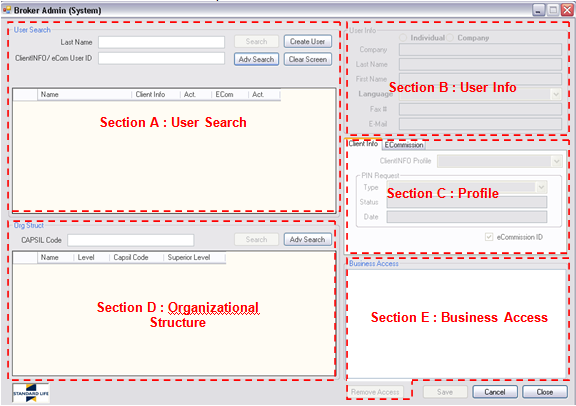 Broker Admin (System)
User Search
Last Name
Search
Create User
ClientINFO / eCom User ID
Adv Search
Clear Screen
Name Client Info Act. ECom Act.
Section A : User Search
User Info
Individual Company
Company
Last Name
First Name
Language
Fax #
E-Mail
Section B : User Info
Client Info ECommission
ClientINFO Profile
PIN Request
Type
Status
Date
Section C : Profile
eCommission ID
Org Struct
CAPSIL Code
Search
Adv Search
Name Level Capsil Code Superior Level
Section D : Organizational
Structure
Business Access
Section E : Business Access
STANDARD LIFE
Remove Access
Save
Cancel
Close